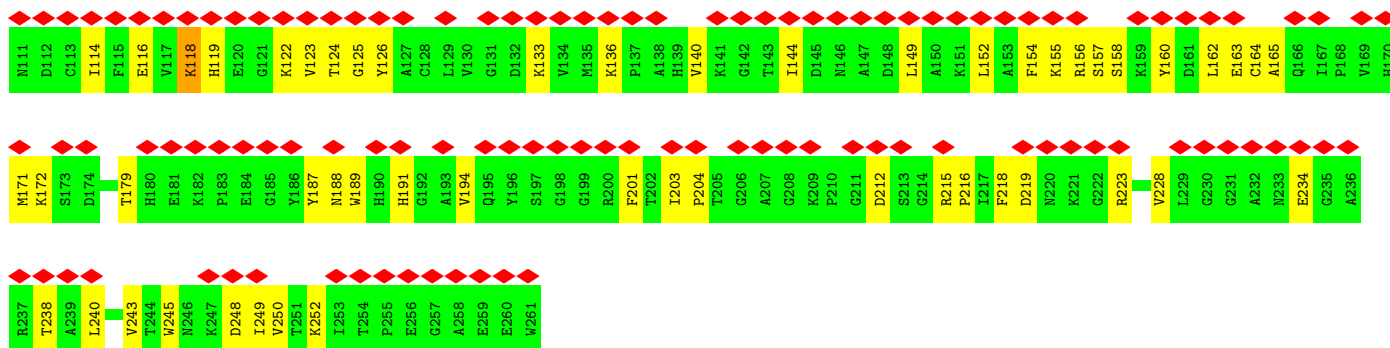 N111 D112 C113 I114 F115 E116 V117 K118 H119 E120 G121 K122 V123 T124 G125 Y126 A127 C128 L129 V130 G131 D132 K133 V134 M135 K136 P137 A138 H139 V140 K141 G142 T143 I144 D145 N146 A147 D148 L149 A150 K151 L152 A153 F154 K155 R156 S157 S158 K159 Y160 D161 L162 E163 C164 A165 Q166 I167 P168 V169 H170
M171 K172 S173 D174 T179 H180 E181 K182 P183 E184 G185 Y186 Y187 N188 W189 H190 H191 G192 A193 V194 Q195 Y196 S197 G198 G199 R200 F201 T202 I203 P204 T205 G206 A207 G208 K209 P210 G211 D212 S213 G214 R215 P216 I217 F218 D219 N220 K221 G222 R223 V228 L229 G230 G231 A232 N233 E234 G235 A236
R237 T238 A239 L240 V243 T244 W245 N246 K247 D248 I249 V250 T251 K252 I253 T254 P255 E256 G257 A258 E259 E260 W261